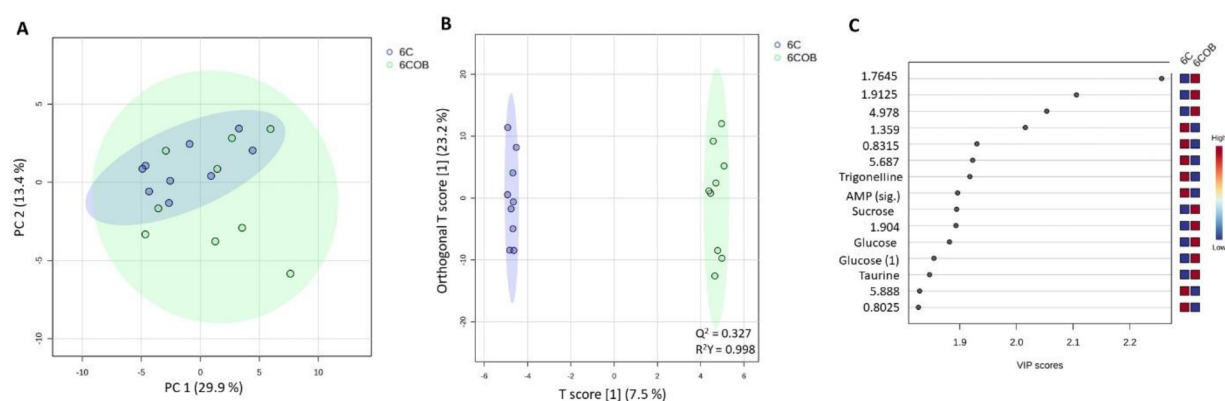 A
6C
6COB
PC 2 (13.4 %)
5
0
-5
-10
-10
-5
0
5
10
PC 1 (29.9 %)
B
6C
6COB
Orthogonal T score [1] (23.2 %)
20
10
0
-10
-20
Q² = 0.327
R²Y = 0.998
-6
-4
-2
0
2
4
6
T score [1] (7.5 %)
C
6C
6COB
1.7645
1.9125
4.978
1.359
0.8315
5.687
Trigonelline
AMP (sig.)
Sucrose
1.904
Glucose
Glucose (1)
Taurine
5.888
0.8025
High
Low
1.9
2.0
2.1
2.2
VIP scores